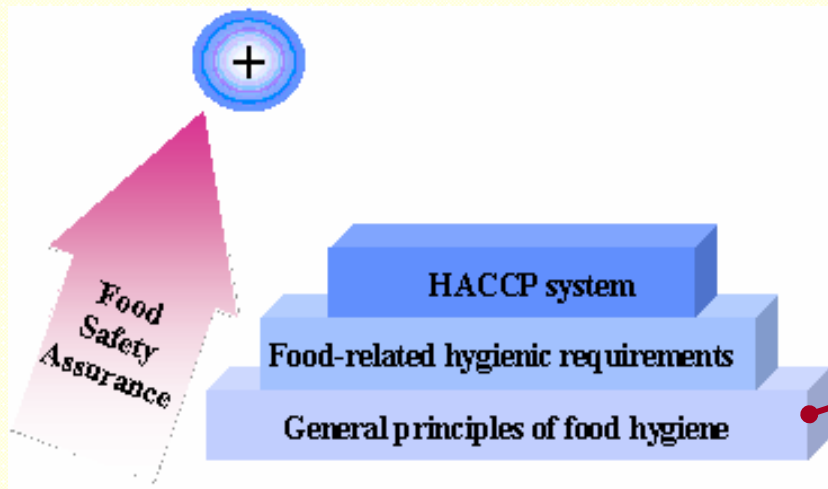 +
Food
Safety
Assurance
HACCP system
Food-related hygienic requirements
General principles of food hygiene